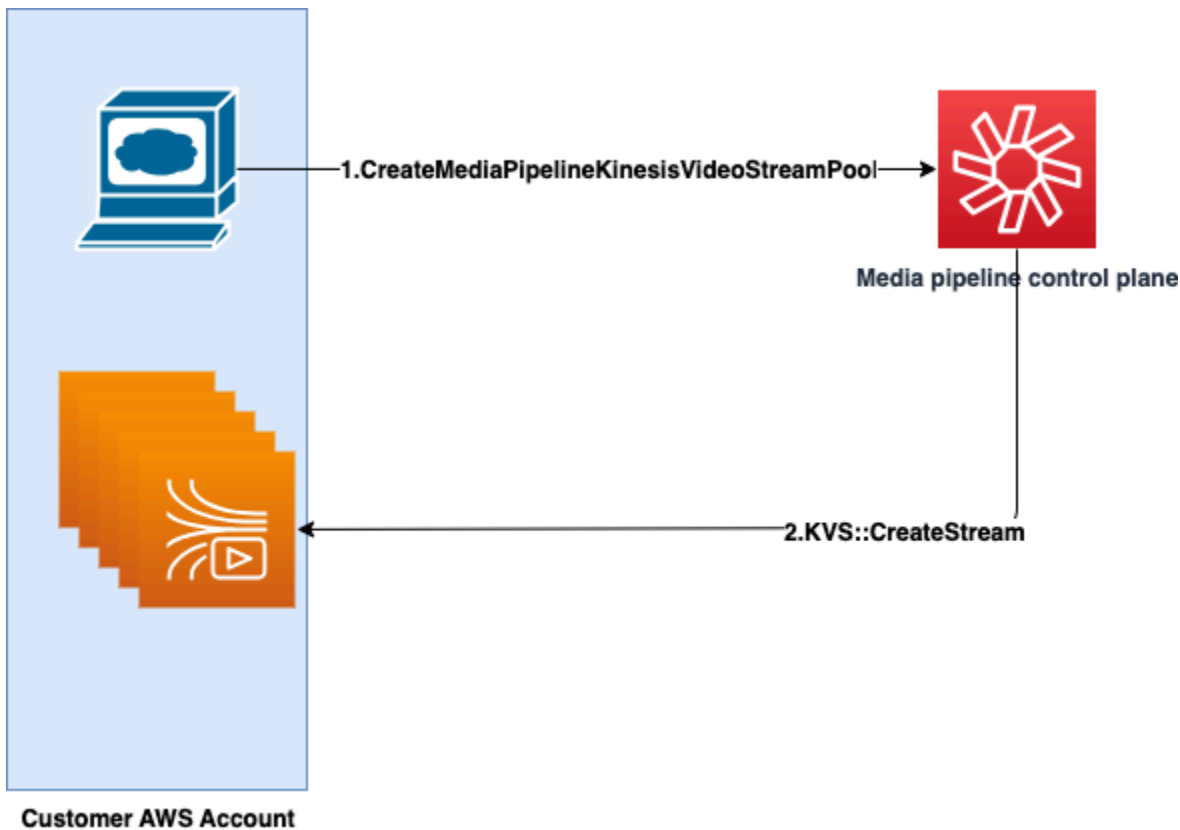 1.CreateMediaPipelineKinesisVideoStreamPool
Media pipeline control plane
2.KVS::CreateStream
Customer AWS Account